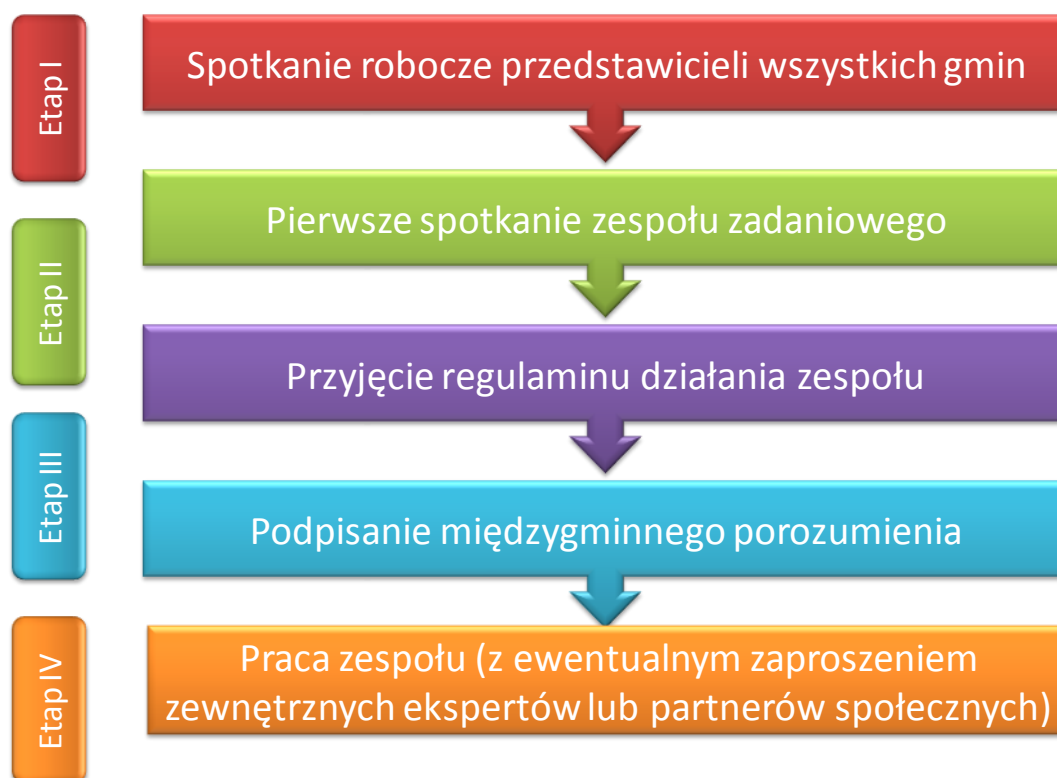 Etap I
Spotkanie robocze przedstawicieli wszystkich gmin
Etap II
Pierwsze spotkanie zespołu zadaniowego
Przyjęcie regulaminu działania zespołu
Etap III
Podpisanie międzygminnego porozumienia
Etap IV
Praca zespołu (z ewentualnym zaproszeniem
zewnętrznych ekspertów lub partnerów społecznych)